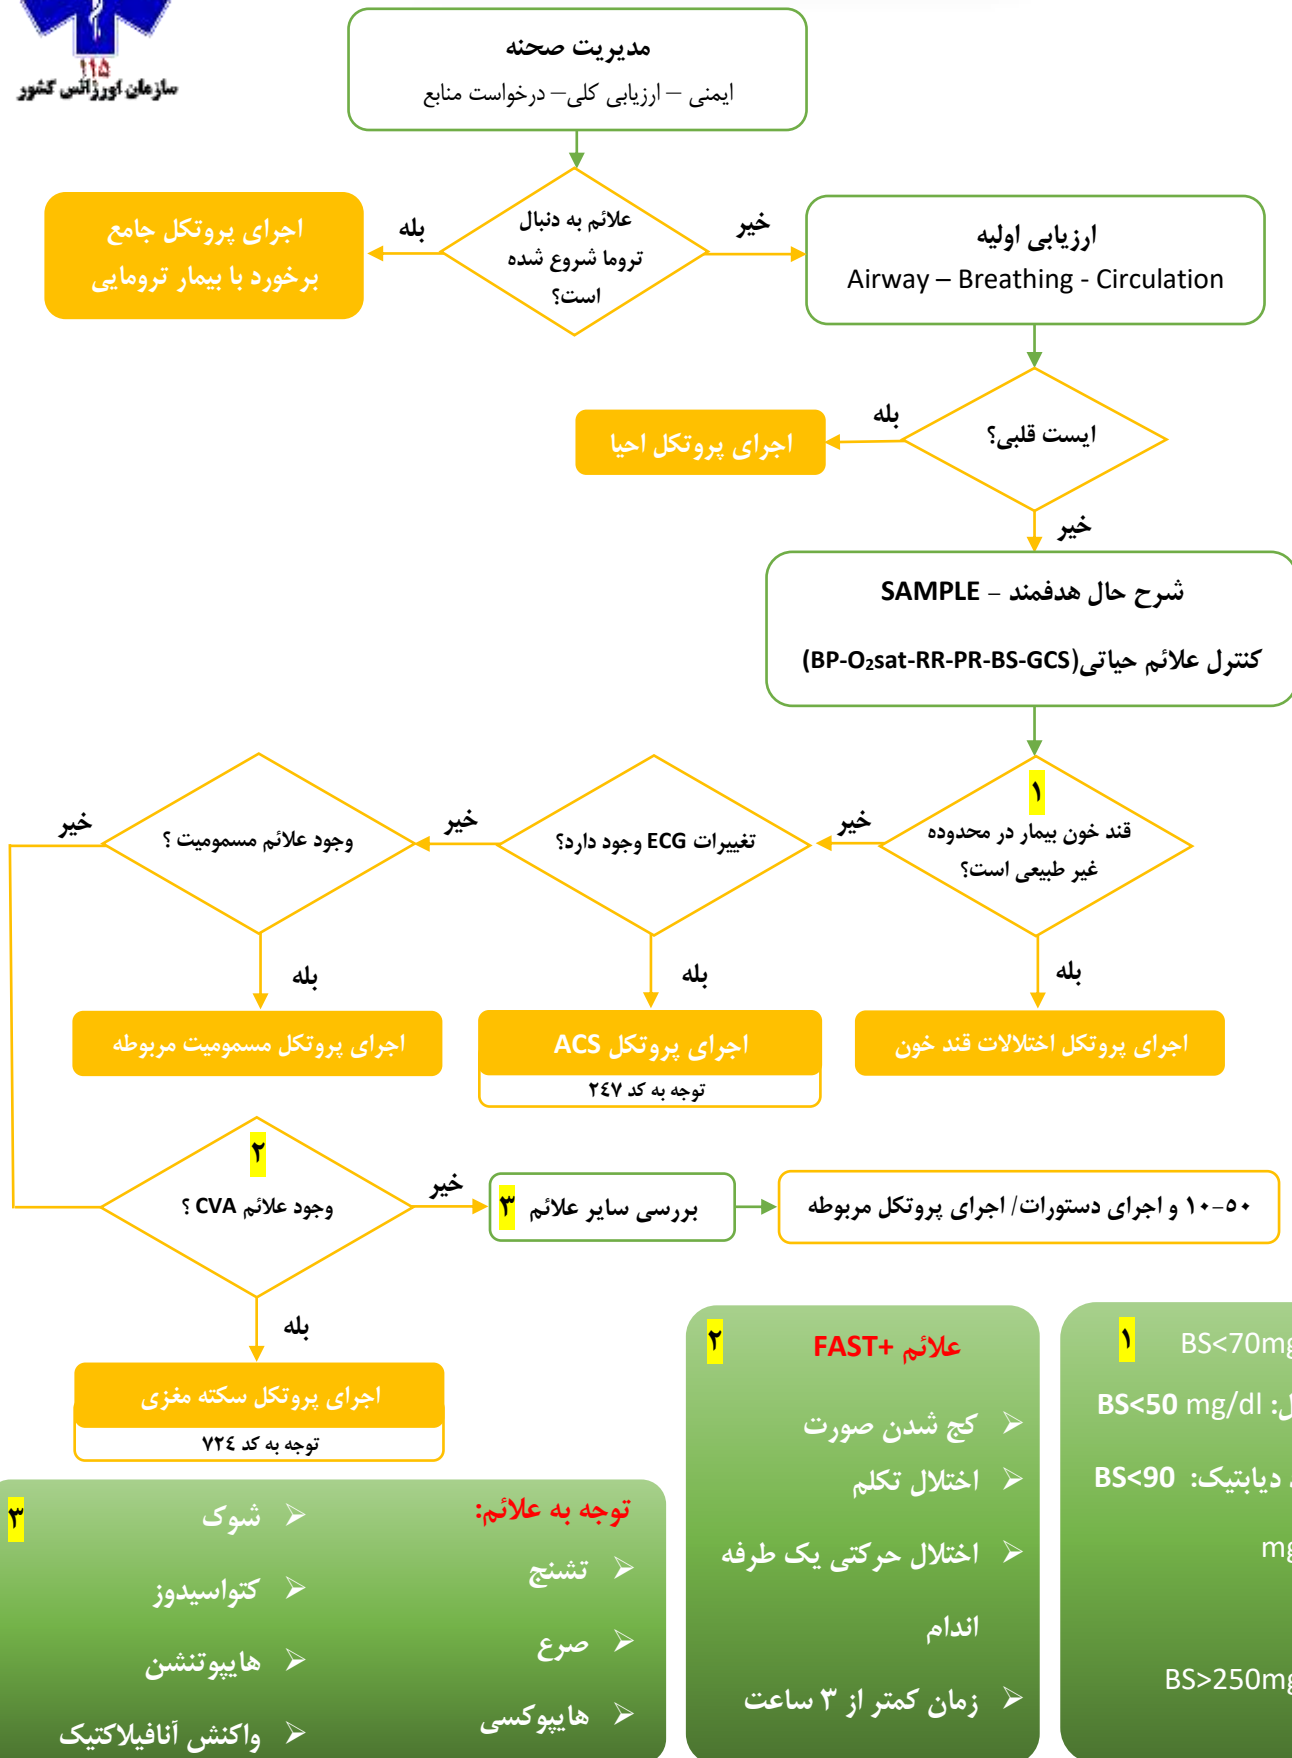 ۱۱۵
سازمان اورژانس کشور
مدیریت صحنه
ایمنی – ارزیابی کلی– درخواست منابع
علائم به دنبال
تروما شروع شده
است؟
بله
خیر
اجرای پروتکل جامع
برخورد با بیمار ترومایی
ارزیابی اولیه
Airway – Breathing - Circulation
ایست قلبی؟
بله
اجرای پروتکل احیا
خیر
شرح حال هدفمند – SAMPLE
کنترل علائم حیاتی(BP-O₂sat-RR-PR-BS-GCS)
۱
قند خون بیمار در محدوده
غیر طبیعی است؟
خیر
تغییرات ECG وجود دارد؟
خیر
وجود علائم مسمومیت ؟
خیر
بله
بله
بله
اجرای پروتکل اختلالات قند خون
اجرای پروتکل ACS
توجه به کد ۲٤۷
اجرای پروتکل مسمومیت مربوطه
۲
وجود علائم CVA ؟
خیر
بررسی سایر علائم ۳
۱۰-۵۰ و اجرای دستورات/ اجرای پروتکل مربوطه
بله
اجرای پروتکل سکته مغزی
توجه به کد ۷۲٤
۱
BS<70mg
BS<50 mg/dl
دیابتیک: BS<90
BS>250mg
۲
علائم FAST+
➢ کج شدن صورت
➢ اختلال تکلم
➢ اختلال حرکتی یک طرفه
اندام
➢ زمان کمتر از ۳ ساعت
۳
توجه به علائم:
➢ تشنج
➢ صرع
➢ هایپوکسی
➢ شوک
➢ کتواسیدوز
➢ هایپوتنشن
➢ واکنش آنافیلاکتیک